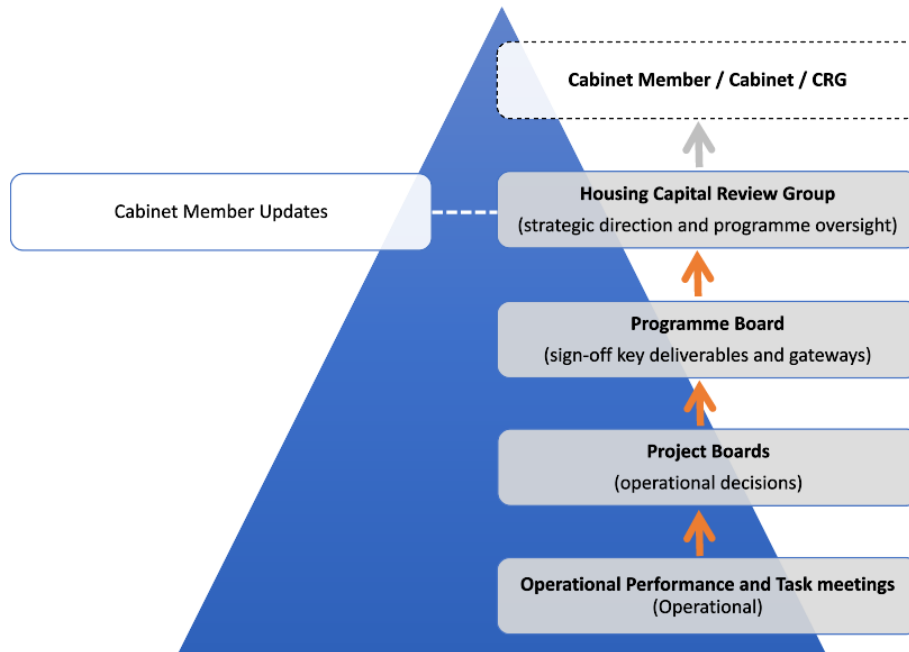 Cabinet Member / Cabinet / CRG
Cabinet Member Updates
Housing Capital Review Group
(strategic direction and programme oversight)
Programme Board
(sign-off key deliverables and gateways)
Project Boards
(operational decisions)
Operational Performance and Task meetings
(Operational)